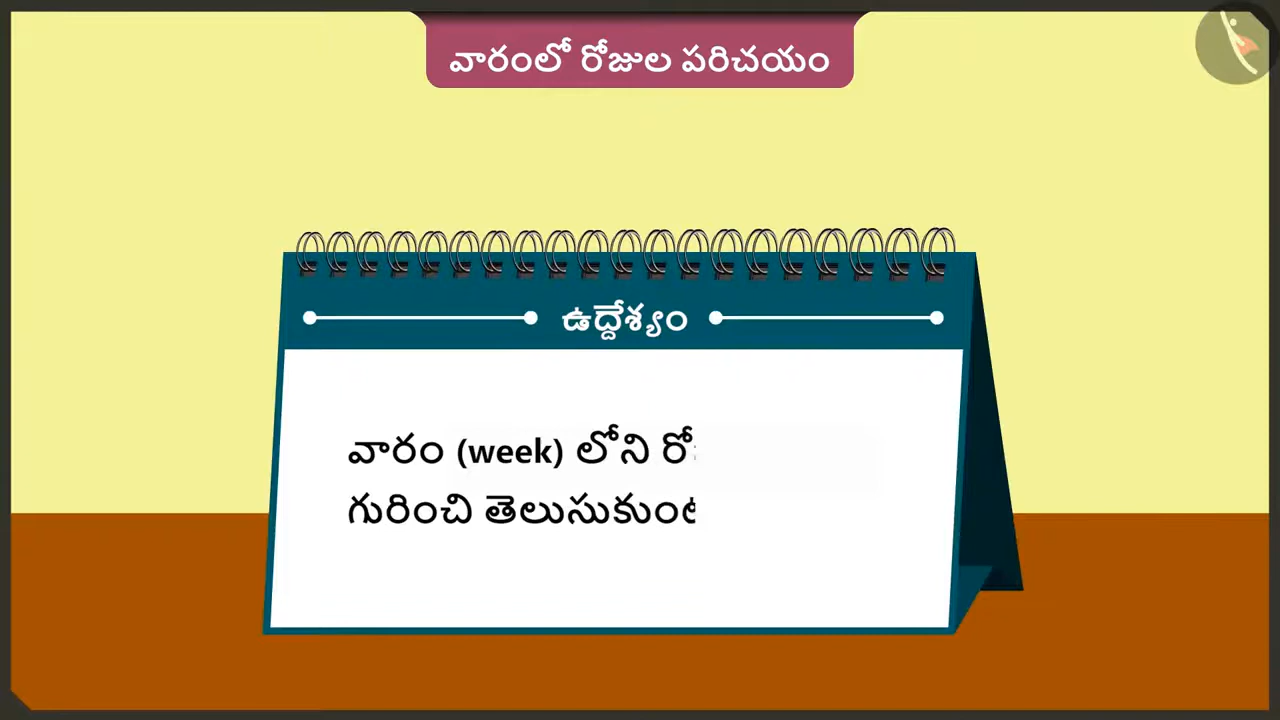 వారంలో రోజుల పరిచయం
ఉద్దేశ్యం
వారం (week) లోని
గురించి